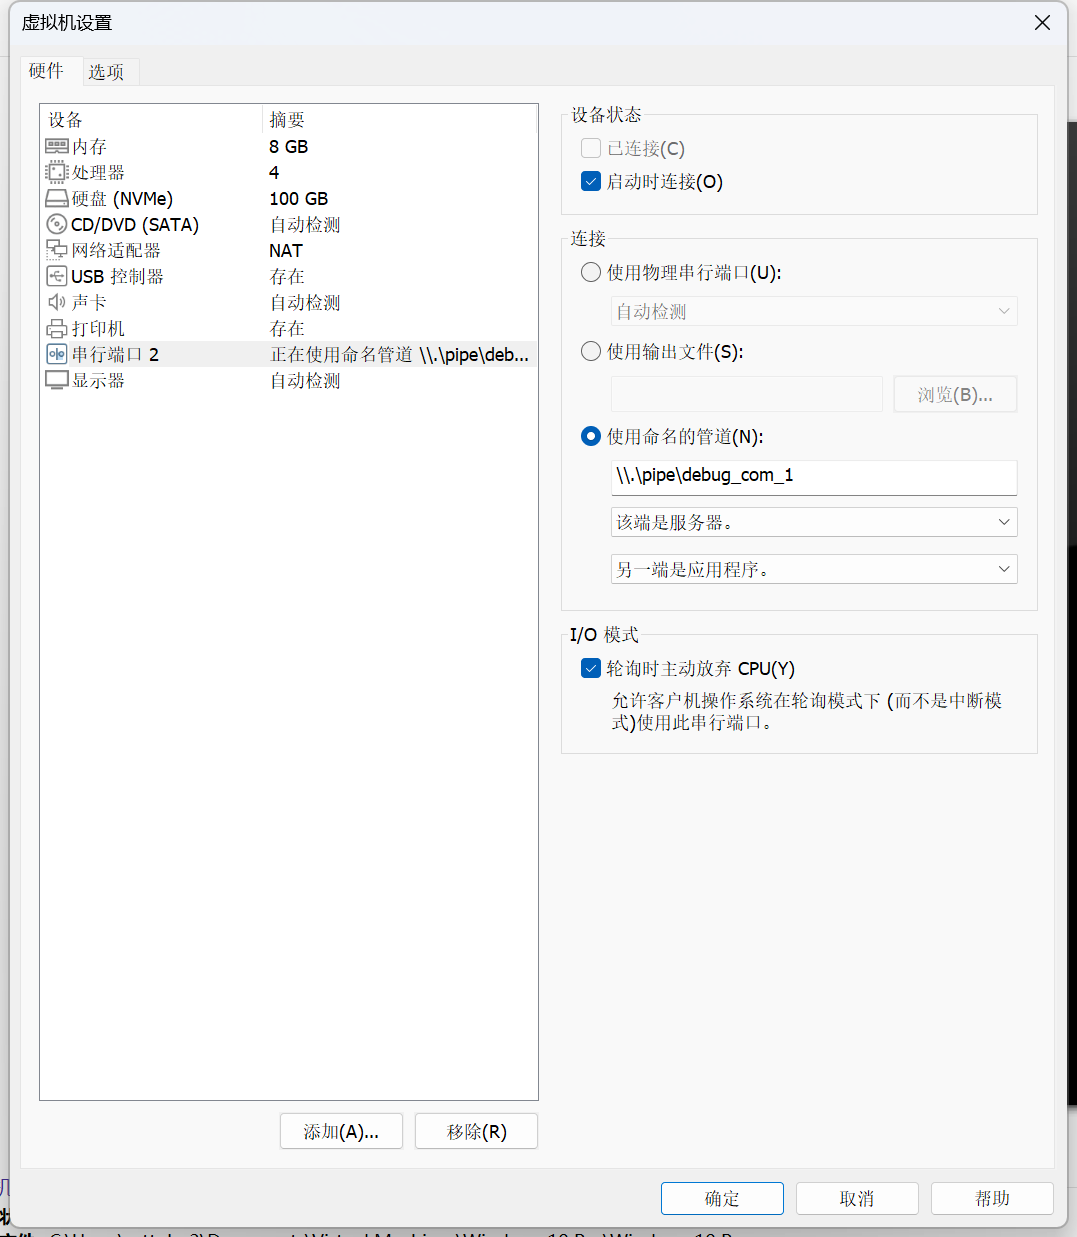 虚拟机设置
硬件 选项
设备 摘要
内存 8 GB
处理器 4
硬盘 (NVMe) 100 GB
CD/DVD (SATA) 自动检测
网络适配器 NAT
USB 控制器 存在
声卡 自动检测
打印机 存在
串行端口 2 正在使用命名管道 \\.\pipe\deb...
显示器 自动检测
添加(A)... 移除(R)
设备状态
已连接(C)
启动时连接(O)
连接
使用物理串行端口(U):
自动检测
使用输出文件(S):
浏览(B)...
使用命名的管道(N):
\\.\pipe\debug_com_1
该端是服务器。
另一端是应用程序。
I/O 模式
轮询时主动放弃 CPU(Y)
允许客户机操作系统在轮询模式下 (而不是中断模
式)使用此串行端口。
确定 取消 帮助